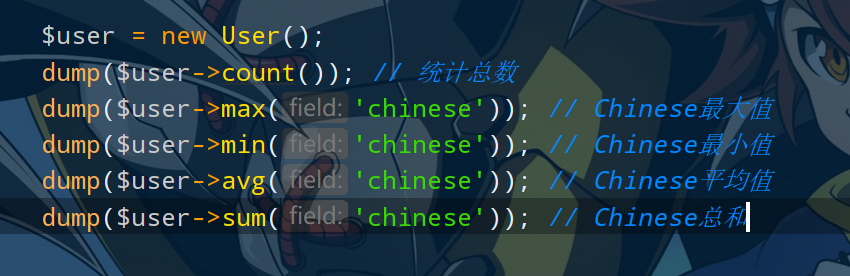 $user = new User();
dump($user->count()); // 统计总数
dump($user->max( field: 'chinese')); // Chinese最大值
dump($user->min( field: 'chinese')); // Chinese最小值
dump($user->avg( field: 'chinese')); // Chinese平均值
dump($user->sum( field: 'chinese')); // Chinese总和